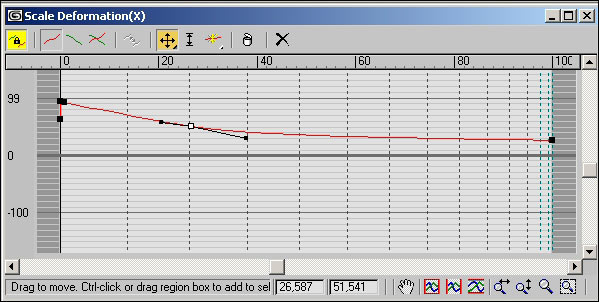 Scale Deformation(X)
0 20 40 60 80 100
99
0
-100
Drag to move. Ctrl-click or drag region box to add to sel 26,587 51,541